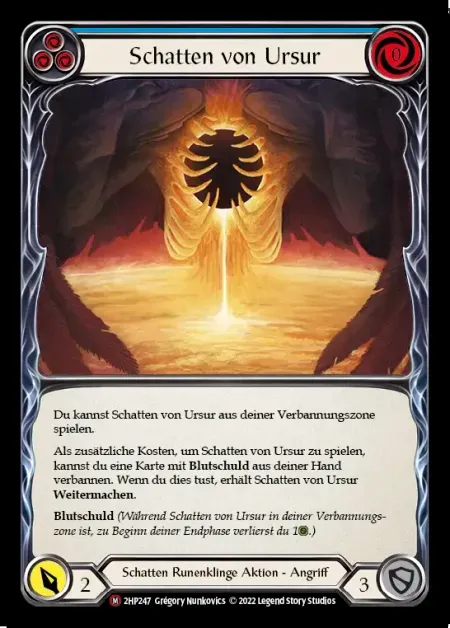 Schatten von Ursur
0
Du kannst Schatten von Ursur aus deiner Verbannungszone
spielen.
Als zusätzliche Kosten, um Schatten von Ursur zu spielen,
kannst du eine Karte mit Blutschuld aus deiner Hand
verbannen. Wenn du dies tust, erhält Schatten von Ursur
Weitermachen.
Blutschuld (Während Schatten von Ursur in deiner Verbannungs-
zone ist, zu Beginn deiner Endphase verlierst du 1.)
2
Schatten Runenklinge Aktion - Angriff
3
M 2HP247 Grégory Nunkovics © 2022 Legend Story Studios